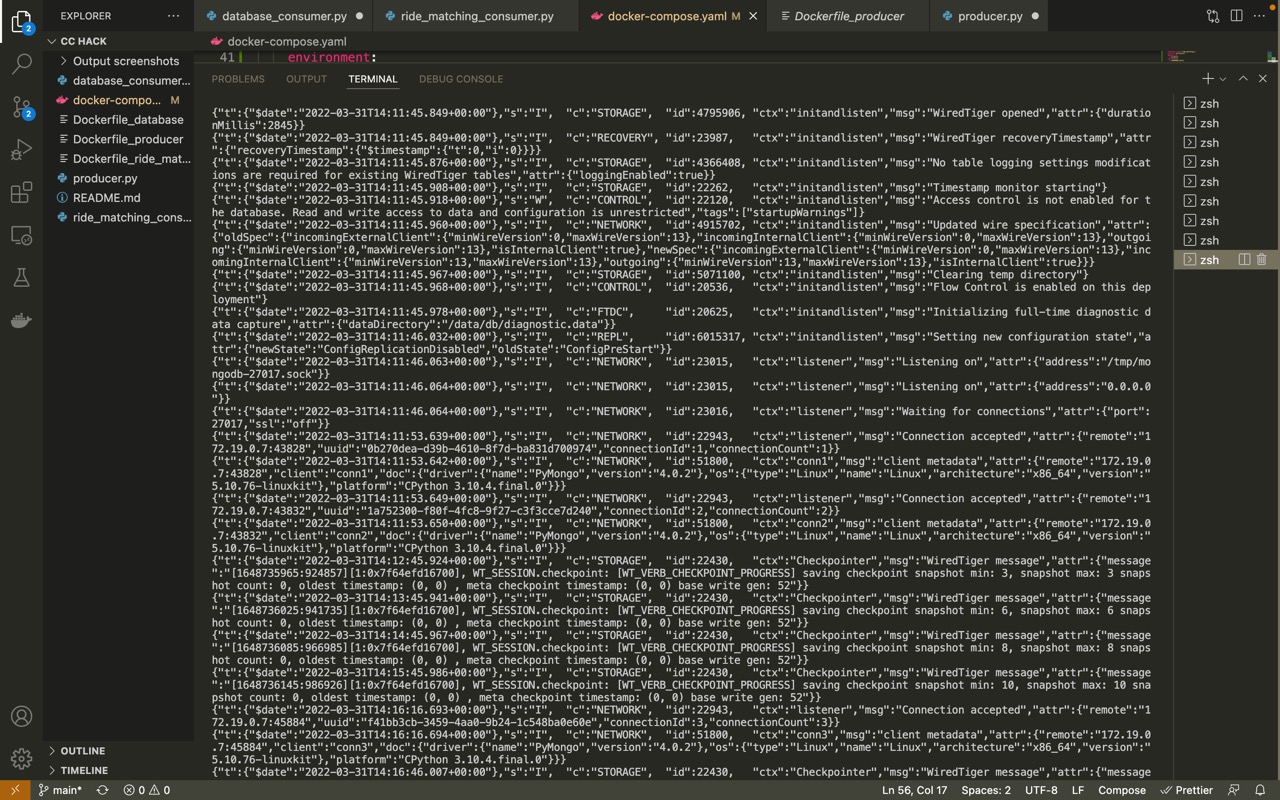 EXPLORER ···
database_consumer.py
ride_matching_consumer.py
docker-compose.yaml M
Dockerfile_producer
producer.py
CC HACK
docker-compose.yaml
Output screenshots
database_consumer...
docker-compo... M
Dockerfile_database
Dockerfile_producer
Dockerfile_ride_mat...
producer.py
README.md
ride_matching_cons...
2
2
41 environment:
PROBLEMS OUTPUT TERMINAL DEBUG CONSOLE
{"t":{"$date":"2022-03-31T14:11:45.849+00:00"},"s":"I", "c":"STORAGE", "id":4795906, "ctx":"initandlisten","msg":"WiredTiger opened","attr":{"duratio
nMillis":2845}}
{"t":{"$date":"2022-03-31T14:11:45.849+00:00"},"s":"I", "c":"RECOVERY", "id":23987, "ctx":"initandlisten","msg":"WiredTiger recoveryTimestamp","attr
":{"recoveryTimestamp":{"$timestamp":{"t":0,"i":0}}}}
{"t":{"$date":"2022-03-31T14:11:45.876+00:00"},"s":"I", "c":"STORAGE", "id":4366408, "ctx":"initandlisten","msg":"No table logging settings modificat
ions are required for existing WiredTiger tables","attr":{"loggingEnabled":true}}
{"t":{"$date":"2022-03-31T14:11:45.908+00:00"},"s":"I", "c":"STORAGE", "id":22262, "ctx":"initandlisten","msg":"Timestamp monitor starting"}
{"t":{"$date":"2022-03-31T14:11:45.918+00:00"},"s":"W", "c":"CONTROL", "id":22120, "ctx":"initandlisten","msg":"Access control is not enabled for t
he database. Read and write access to data and configuration is unrestricted","tags":["startupWarnings"]}
{"t":{"$date":"2022-03-31T14:11:45.960+00:00"},"s":"I", "c":"NETWORK", "id":4915702, "ctx":"initandlisten","msg":"Updated wire specification","attr":
{"oldSpec":{"incomingExternalClient":{"minWireVersion":0,"maxWireVersion":13},"incomingInternalClient":{"minWireVersion":0,"maxWireVersion":13},"outgoi
ng":{"minWireVersion":0,"maxWireVersion":13},"isInternalClient":true},"newSpec":{"incomingExternalClient":{"minWireVersion":0,"maxWireVersion":13},"inc
omingInternalClient":{"minWireVersion":13,"maxWireVersion":13},"outgoing":{"minWireVersion":13,"maxWireVersion":13},"isInternalClient":true}}}
{"t":{"$date":"2022-03-31T14:11:45.967+00:00"},"s":"I", "c":"STORAGE", "id":5071100, "ctx":"initandlisten","msg":"Clearing temp directory"}
{"t":{"$date":"2022-03-31T14:11:45.968+00:00"},"s":"I", "c":"CONTROL", "id":20536, "ctx":"initandlisten","msg":"Flow Control is enabled on this dep
loyment"}
{"t":{"$date":"2022-03-31T14:11:45.978+00:00"},"s":"I", "c":"FTDC", "id":20625, "ctx":"initandlisten","msg":"Initializing full-time diagnostic d
ata capture","attr":{"dataDirectory":"/data/db/diagnostic.data"}}
{"t":{"$date":"2022-03-31T14:11:46.032+00:00"},"s":"I", "c":"REPL", "id":6015317, "ctx":"initandlisten","msg":"Setting new configuration state","a
ttr":{"newState":"ConfigReplicationDisabled","oldState":"ConfigPreStart"}}
{"t":{"$date":"2022-03-31T14:11:46.063+00:00"},"s":"I", "c":"NETWORK", "id":23015, "ctx":"listener","msg":"Listening on","attr":{"address":"/tmp/mo
ngodb-27017.sock"}}
{"t":{"$date":"2022-03-31T14:11:46.064+00:00"},"s":"I", "c":"NETWORK", "id":23015, "ctx":"listener","msg":"Listening on","attr":{"address":"0.0.0.0
"}}
{"t":{"$date":"2022-03-31T14:11:46.064+00:00"},"s":"I", "c":"NETWORK", "id":23016, "ctx":"listener","msg":"Waiting for connections","attr":{"port":
27017,"ssl":"off"}}
{"t":{"$date":"2022-03-31T14:11:53.639+00:00"},"s":"I", "c":"NETWORK", "id":22943, "ctx":"listener","msg":"Connection accepted","attr":{"remote":"1
72.19.0.7:43828","uuid":"0b270dea-d39b-4610-8f7d-ba831d700974","connectionId":1,"connectionCount":1}}
{"t":{"$date":"2022-03-31T14:11:53.642+00:00"},"s":"I", "c":"NETWORK", "id":51800, "ctx":"conn1","msg":"client metadata","attr":{"remote":"172.19.0
.7:43828","client":"conn1","doc":{"driver":{"name":"PyMongo","version":"4.0.2"},"os":{"type":"Linux","name":"Linux","architecture":"x86_64","version":"
5.10.76-linuxkit"},"platform":"CPython 3.10.4.final.0"}}}
{"t":{"$date":"2022-03-31T14:11:53.649+00:00"},"s":"I", "c":"NETWORK", "id":22943, "ctx":"listener","msg":"Connection accepted","attr":{"remote":"1
72.19.0.7:43832","uuid":"1a752300-f80f-4fc8-9f27-c3f3cce7d240","connectionId":2,"connectionCount":2}}
{"t":{"$date":"2022-03-31T14:11:53.650+00:00"},"s":"I", "c":"NETWORK", "id":51800, "ctx":"conn2","msg":"client metadata","attr":{"remote":"172.19.0
.7:43832","client":"conn2","doc":{"driver":{"name":"PyMongo","version":"4.0.2"},"os":{"type":"Linux","name":"Linux","architecture":"x86_64","version":"
5.10.76-linuxkit"},"platform":"CPython 3.10.4.final.0"}}}
{"t":{"$date":"2022-03-31T14:12:45.924+00:00"},"s":"I", "c":"STORAGE", "id":22430, "ctx":"Checkpointer","msg":"WiredTiger message","attr":{"message
":"[1648735965:924857][1:0x7f64efd16700], WT_SESSION.checkpoint: [WT_VERB_CHECKPOINT_PROGRESS] saving checkpoint snapshot min: 3, snapshot max: 3 snaps
hot count: 0, oldest timestamp: (0, 0) , meta checkpoint timestamp: (0, 0) base write gen: 52"}}
{"t":{"$date":"2022-03-31T14:13:45.941+00:00"},"s":"I", "c":"STORAGE", "id":22430, "ctx":"Checkpointer","msg":"WiredTiger message","attr":{"message
":"[1648736025:941735][1:0x7f64efd16700], WT_SESSION.checkpoint: [WT_VERB_CHECKPOINT_PROGRESS] saving checkpoint snapshot min: 6, snapshot max: 6 snaps
hot count: 0, oldest timestamp: (0, 0) , meta checkpoint timestamp: (0, 0) base write gen: 52"}}
{"t":{"$date":"2022-03-31T14:14:45.967+00:00"},"s":"I", "c":"STORAGE", "id":22430, "ctx":"Checkpointer","msg":"WiredTiger message","attr":{"message
":"[1648736085:966985][1:0x7f64efd16700], WT_SESSION.checkpoint: [WT_VERB_CHECKPOINT_PROGRESS] saving checkpoint snapshot min: 8, snapshot max: 8 snaps
hot count: 0, oldest timestamp: (0, 0) , meta checkpoint timestamp: (0, 0) base write gen: 52"}}
{"t":{"$date":"2022-03-31T14:15:45.986+00:00"},"s":"I", "c":"STORAGE", "id":22430, "ctx":"Checkpointer","msg":"WiredTiger message","attr":{"message
":"[1648736145:986926][1:0x7f64efd16700], WT_SESSION.checkpoint: [WT_VERB_CHECKPOINT_PROGRESS] saving checkpoint snapshot min: 10, snapshot max: 10 sna
pshot count: 0, oldest timestamp: (0, 0) , meta checkpoint timestamp: (0, 0) base write gen: 52"}}
{"t":{"$date":"2022-03-31T14:16:16.693+00:00"},"s":"I", "c":"NETWORK", "id":22943, "ctx":"listener","msg":"Connection accepted","attr":{"remote":"1
72.19.0.7:45884","uuid":"f41bb3cb-3459-4aa0-9b24-1c548ba0e60e","connectionId":3,"connectionCount":3}}
{"t":{"$date":"2022-03-31T14:16:16.694+00:00"},"s":"I", "c":"NETWORK", "id":51800, "ctx":"conn3","msg":"client metadata","attr":{"remote":"172.19.0
.7:45884","client":"conn3","doc":{"driver":{"name":"PyMongo","version":"4.0.2"},"os":{"type":"Linux","name":"Linux","architecture":"x86_64","version":"
5.10.76-linuxkit"},"platform":"CPython 3.10.4.final.0"}}}
{"t":{"$date":"2022-03-31T14:16:46.007+00:00"},"s":"I", "c":"STORAGE", "id":22430, "ctx":"Checkpointer","msg":"WiredTiger message","attr":{"message
zsh
zsh
zsh
zsh
zsh
zsh
zsh
zsh
zsh
OUTLINE
TIMELINE
main* 0 0 Ln 56, Col 17 Spaces: 2 UTF-8 LF Compose Prettier